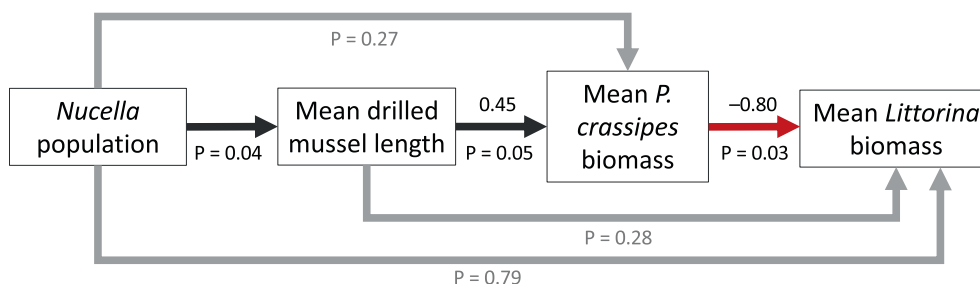 P = 0.27
Nucella
population
P = 0.04
Mean drilled
mussel length
0.45
P = 0.05
Mean P.
crassipes
biomass
–0.80
P = 0.03
Mean Littorina
biomass
P = 0.28
P = 0.79